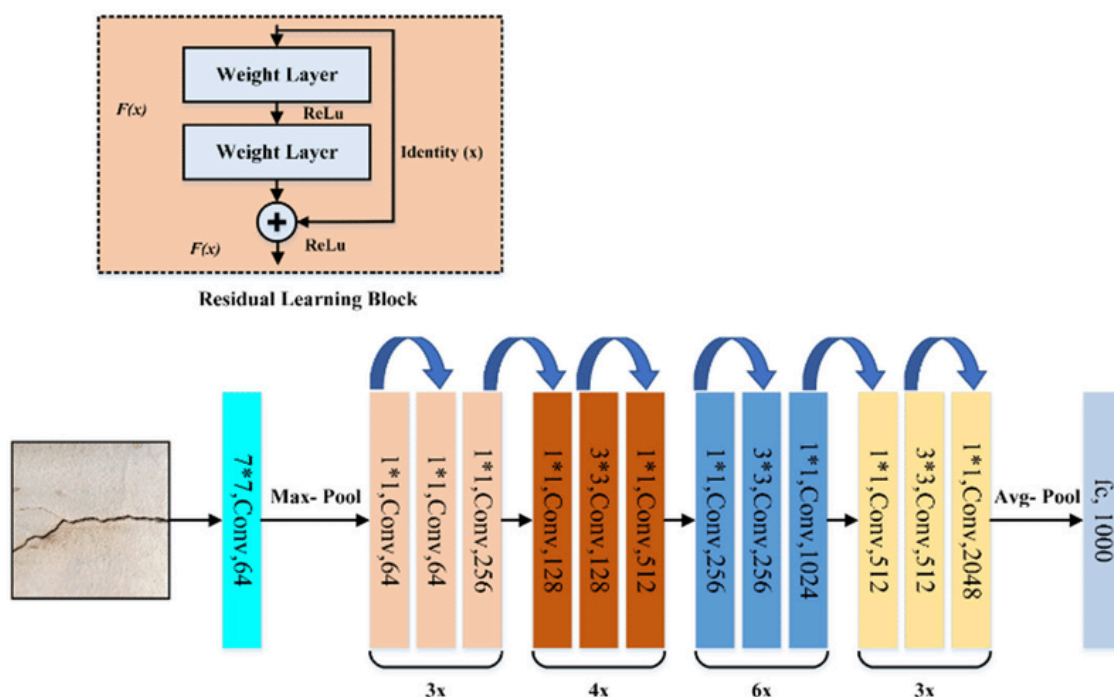 Weight Layer
F(x)
ReLu
Weight Layer
Identity (x)
+
F(x)
ReLu
Residual Learning Block
7*7,Conv,64
Max- Pool
1*1,Conv,64
1*1,Conv,64
1*1,Conv,256
1*1,Conv,128
3*3,Conv,128
1*1,Conv,512
1*1,Conv,256
3*3,Conv,256
1*1,Conv,1024
1*1,Conv,512
3*3,Conv,512
1*1,Conv,2048
Avg- Pool
fc, 1000
3x
4x
6x
3x